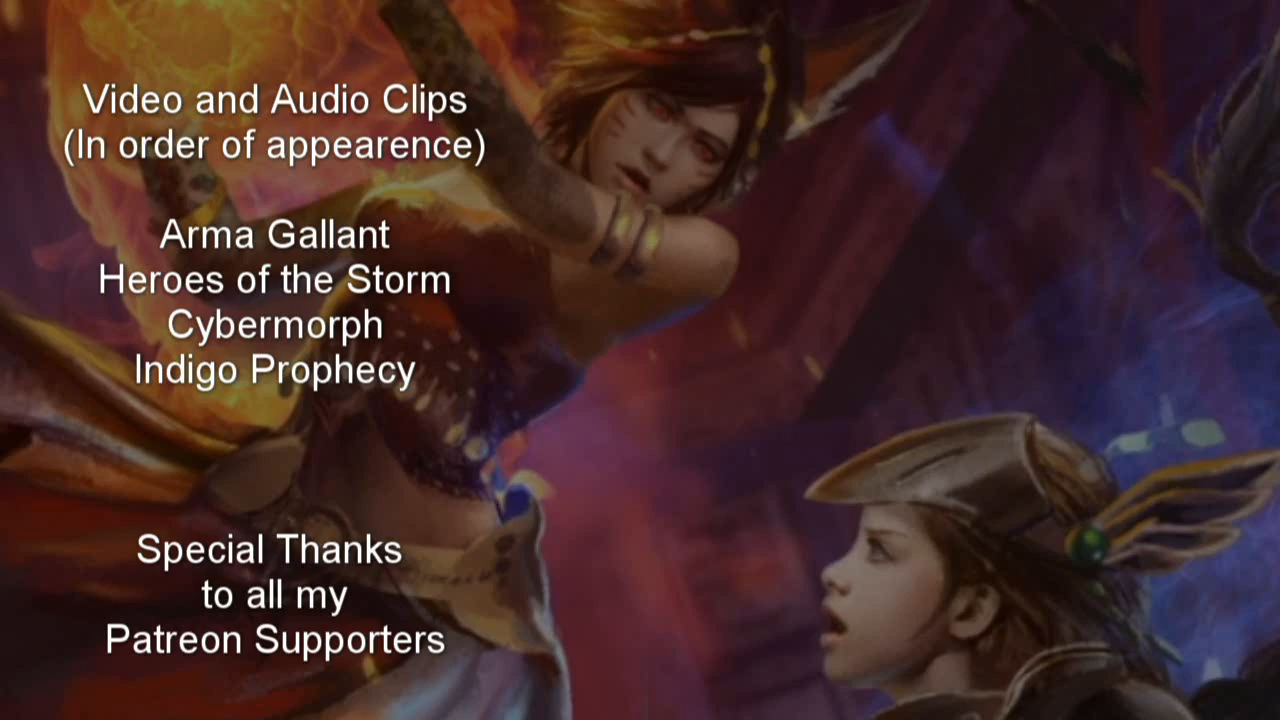 Video and Audio Clips
(In order of appearence)
Arma Gallant
Heroes of the Storm
Cybermorph
Indigo Prophecy
Special Thanks
to all my
Patreon Supporters